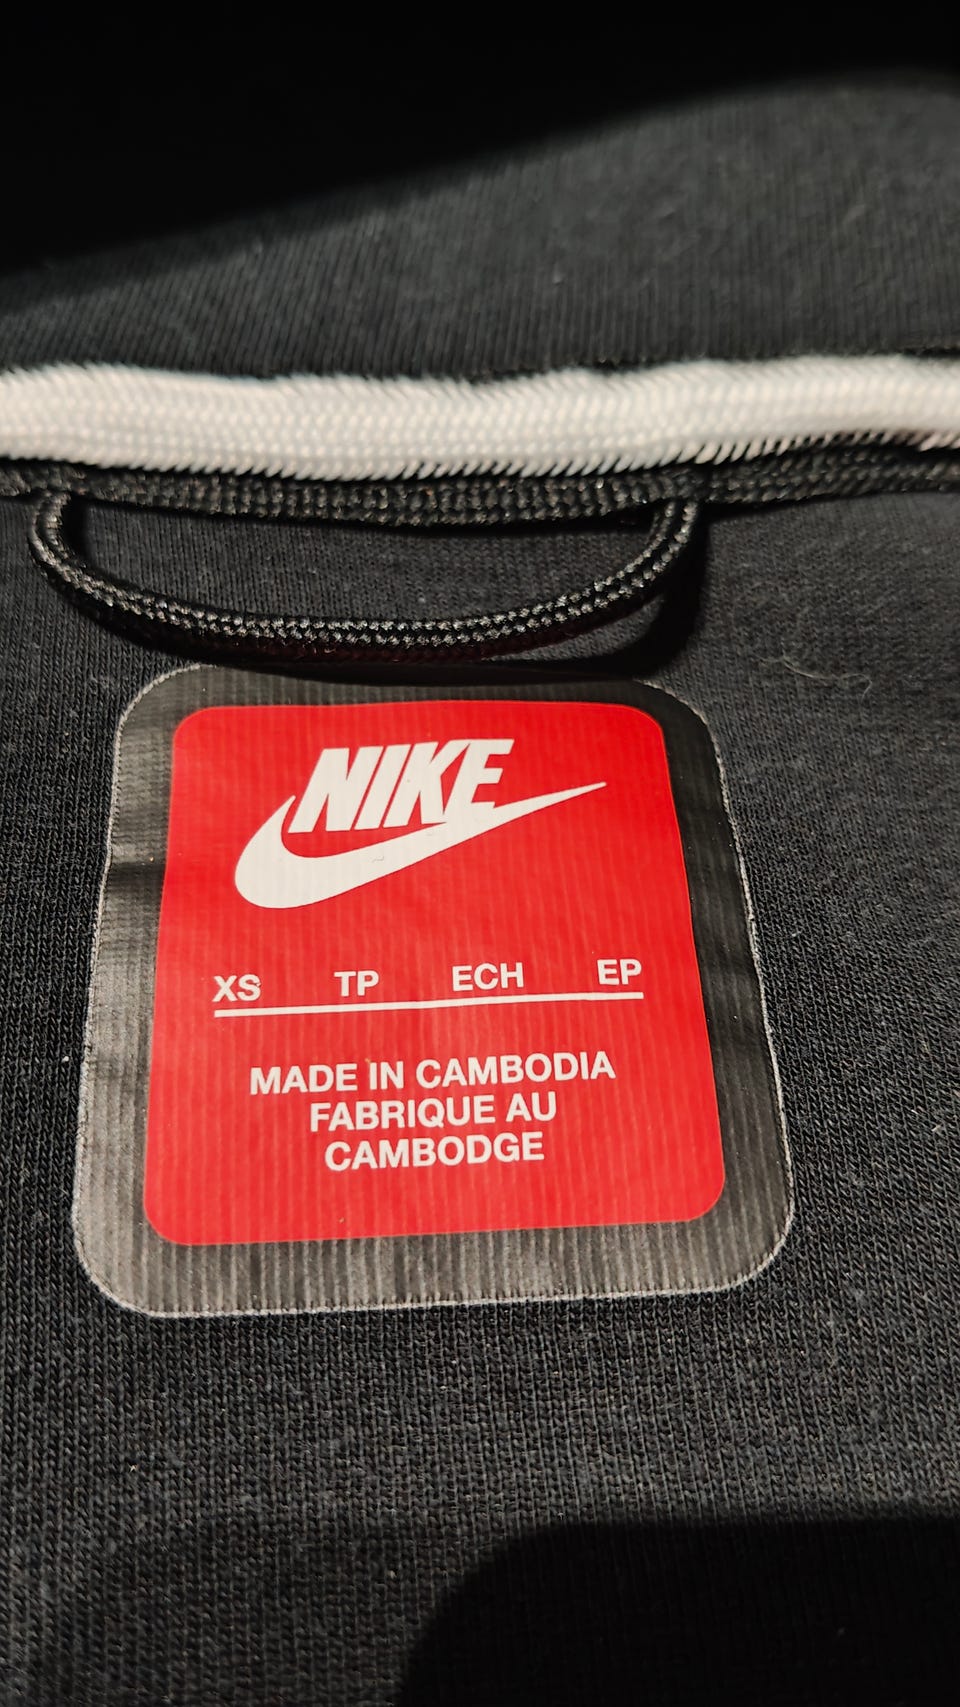 NIKE
XS TP ECH EP
MADE IN CAMBODIA
FABRIQUE AU
CAMBODGE